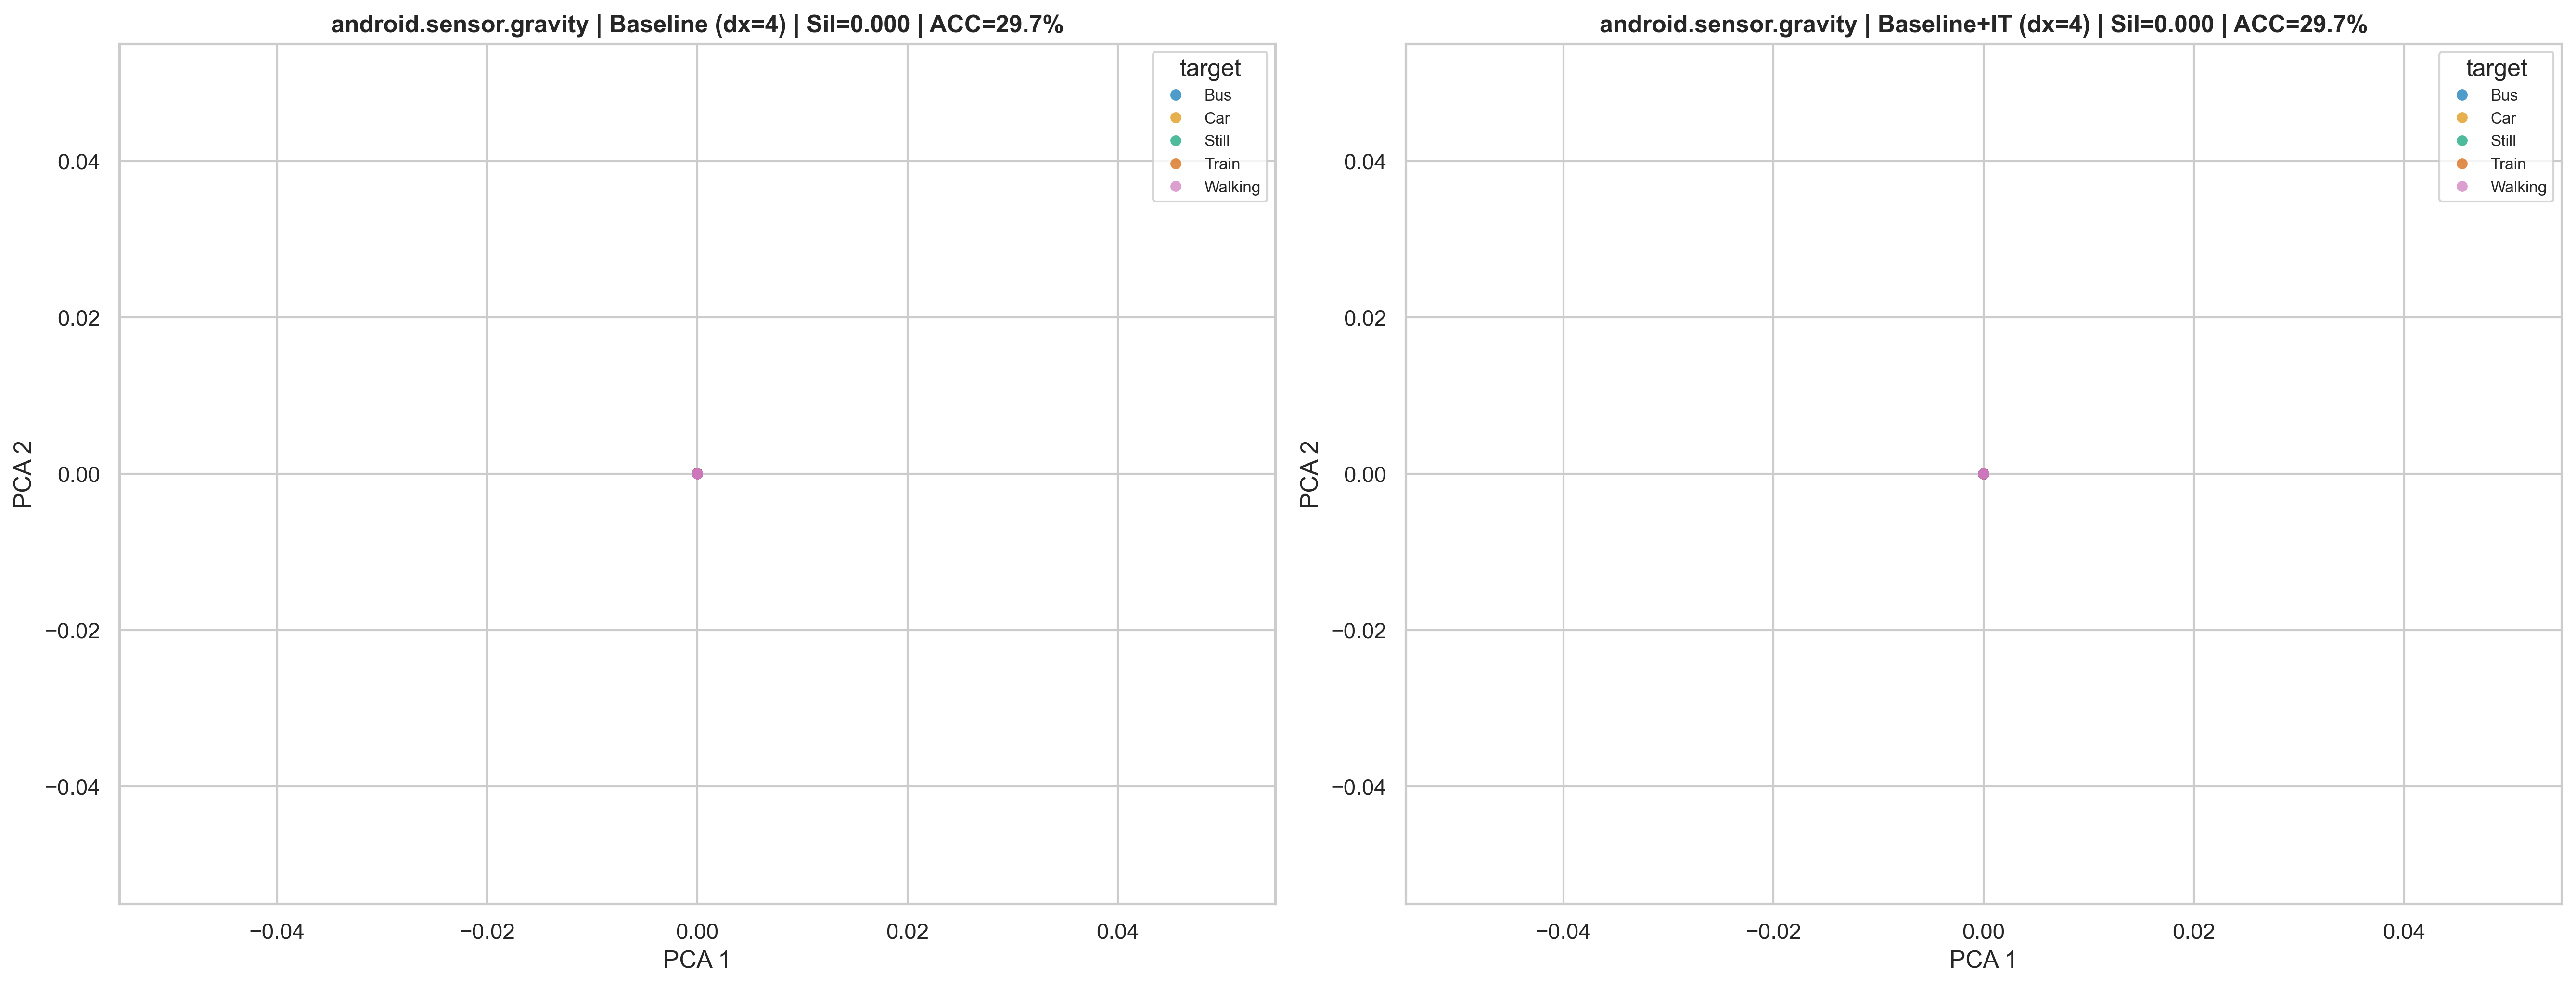 android.sensor.gravity | Baseline (dx=4) | Sil=0.000 | ACC=29.7%
target
Bus
Car
Still
Train
Walking
0.04
0.02
0.00
−0.02
−0.04
PCA 2
−0.04
−0.02
0.00
0.02
0.04
PCA 1
android.sensor.gravity | Baseline+IT (dx=4) | Sil=0.000 | ACC=29.7%
target
Bus
Car
Still
Train
Walking
0.04
0.02
0.00
−0.02
−0.04
PCA 2
−0.04
−0.02
0.00
0.02
0.04
PCA 1